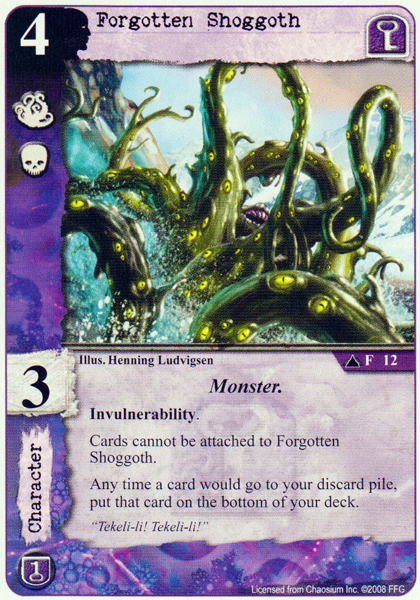 4
Forgotten Shoggoth
Illus. Henning Ludvigsen
F 12
3
Monster.
Invulnerability.
Cards cannot be attached to Forgotten
Shoggoth.
Any time a card would go to your discard pile,
put that card on the bottom of your deck.
"Tekeli-li! Tekeli-li!"
Character
1
Licensed from Chaosium Inc. ©2008 FFG